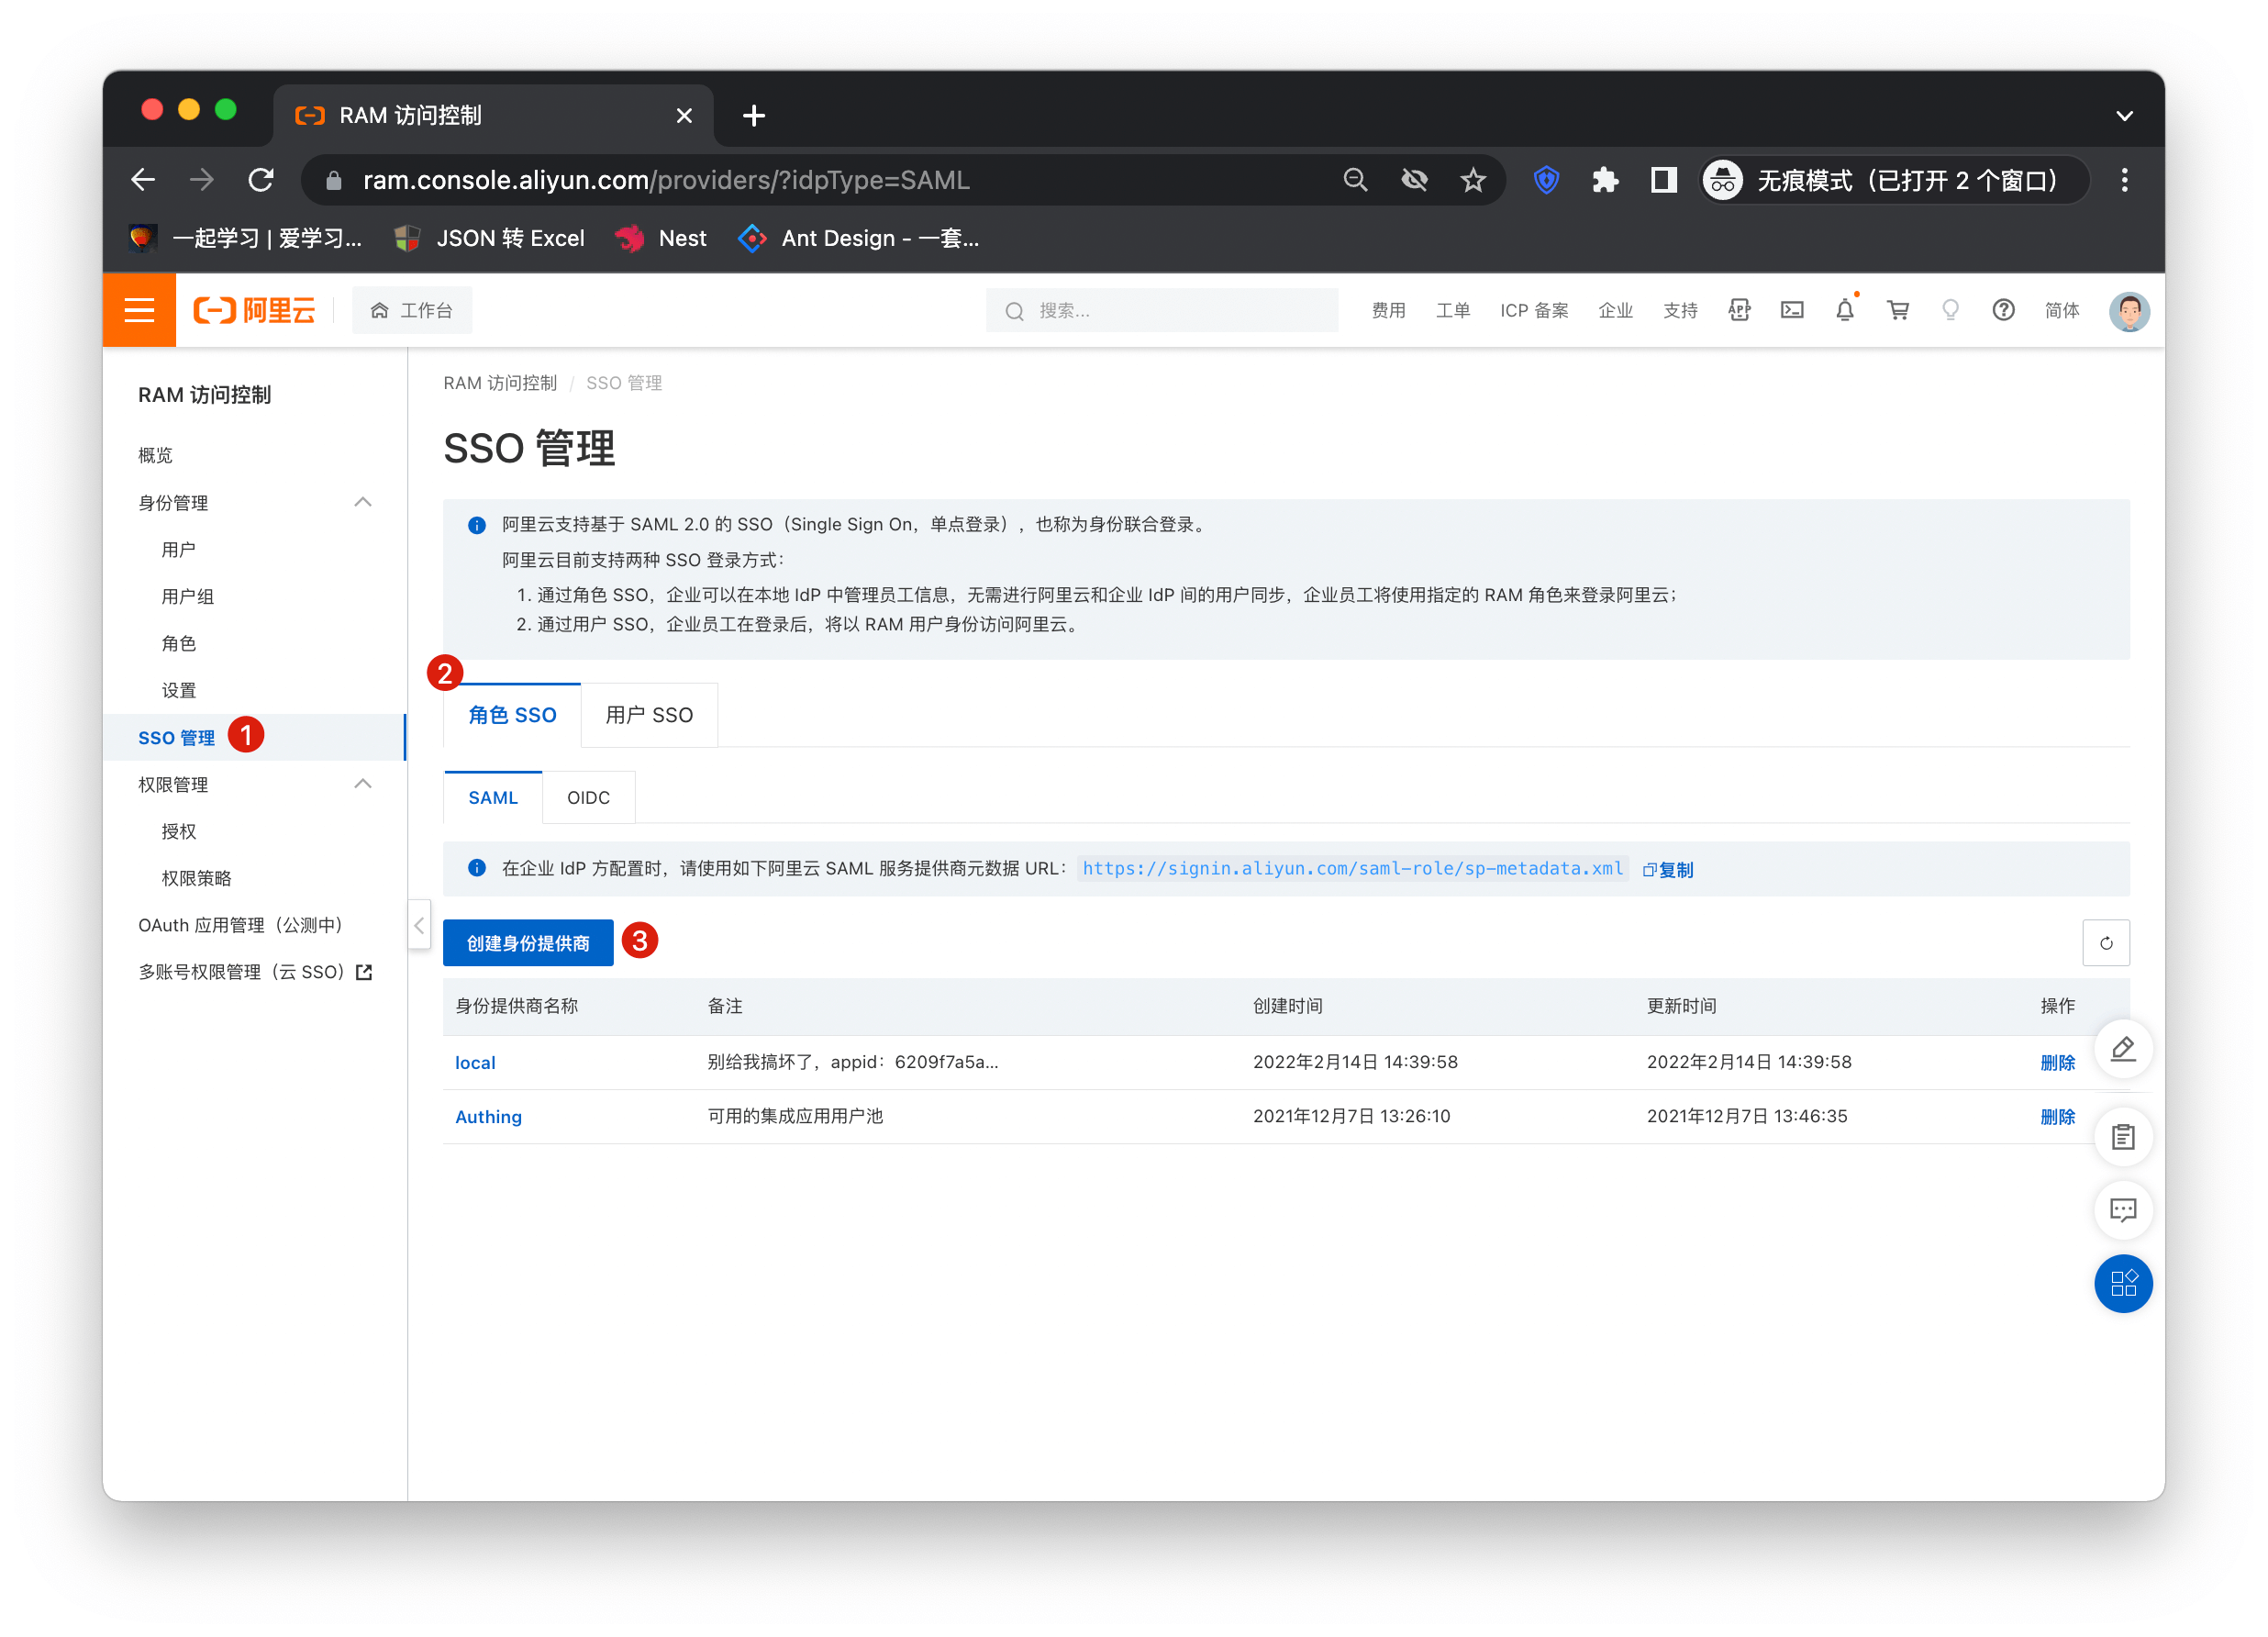 RAM 访问控制
ram.console.aliyun.com/providers/?idpType=SAML
无痕模式（已打开 2 个窗口）
一起学习 | 爱学习...
JSON 转 Excel
Nest
Ant Design - 一套...
阿里云
工作台
搜索...
费用
工单
ICP 备案
企业
支持
APP
简体
RAM 访问控制
概览
身份管理
用户
用户组
角色
设置
SSO 管理
1
权限管理
授权
权限策略
OAuth 应用管理（公测中）
多账号权限管理（云 SSO）
RAM 访问控制 / SSO 管理
SSO 管理
阿里云支持基于 SAML 2.0 的 SSO（Single Sign On，单点登录），也称为身份联合登录。
阿里云目前支持两种 SSO 登录方式：
1. 通过角色 SSO，企业可以在本地 IdP 中管理员工信息，无需进行阿里云和企业 IdP 间的用户同步，企业员工将使用指定的 RAM 角色来登录阿里云；
2. 通过用户 SSO，企业员工在登录后，将以 RAM 用户身份访问阿里云。
2
角色 SSO
用户 SSO
SAML
OIDC
在企业 IdP 方配置时，请使用如下阿里云 SAML 服务提供商元数据 URL： https://signin.aliyun.com/saml-role/sp-metadata.xml 复制
创建身份提供商
3
身份提供商名称 备注 创建时间 更新时间 操作
local 别给我搞坏了，appid：6209f7a5a... 2022年2月14日 14:39:58 2022年2月14日 14:39:58 删除
Authing 可用的集成应用用户池 2021年12月7日 13:26:10 2021年12月7日 13:46:35 删除